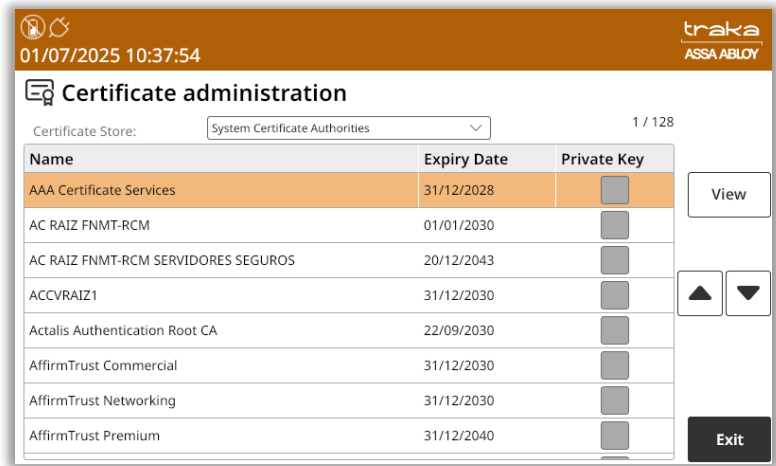 01/07/2025 10:37:54
traka
ASSA ABLOY
Certificate administration
Certificate Store: System Certificate Authorities 1 / 128
Name Expiry Date Private Key
AAA Certificate Services 31/12/2028
View
AC RAIZ FNMT-RCM 01/01/2030
AC RAIZ FNMT-RCM SERVIDORES SEGUROS 20/12/2043
ACCVRAIZ1 31/12/2030
Actalis Authentication Root CA 22/09/2030
AffirmTrust Commercial 31/12/2030
AffirmTrust Networking 31/12/2030
AffirmTrust Premium 31/12/2040
Exit